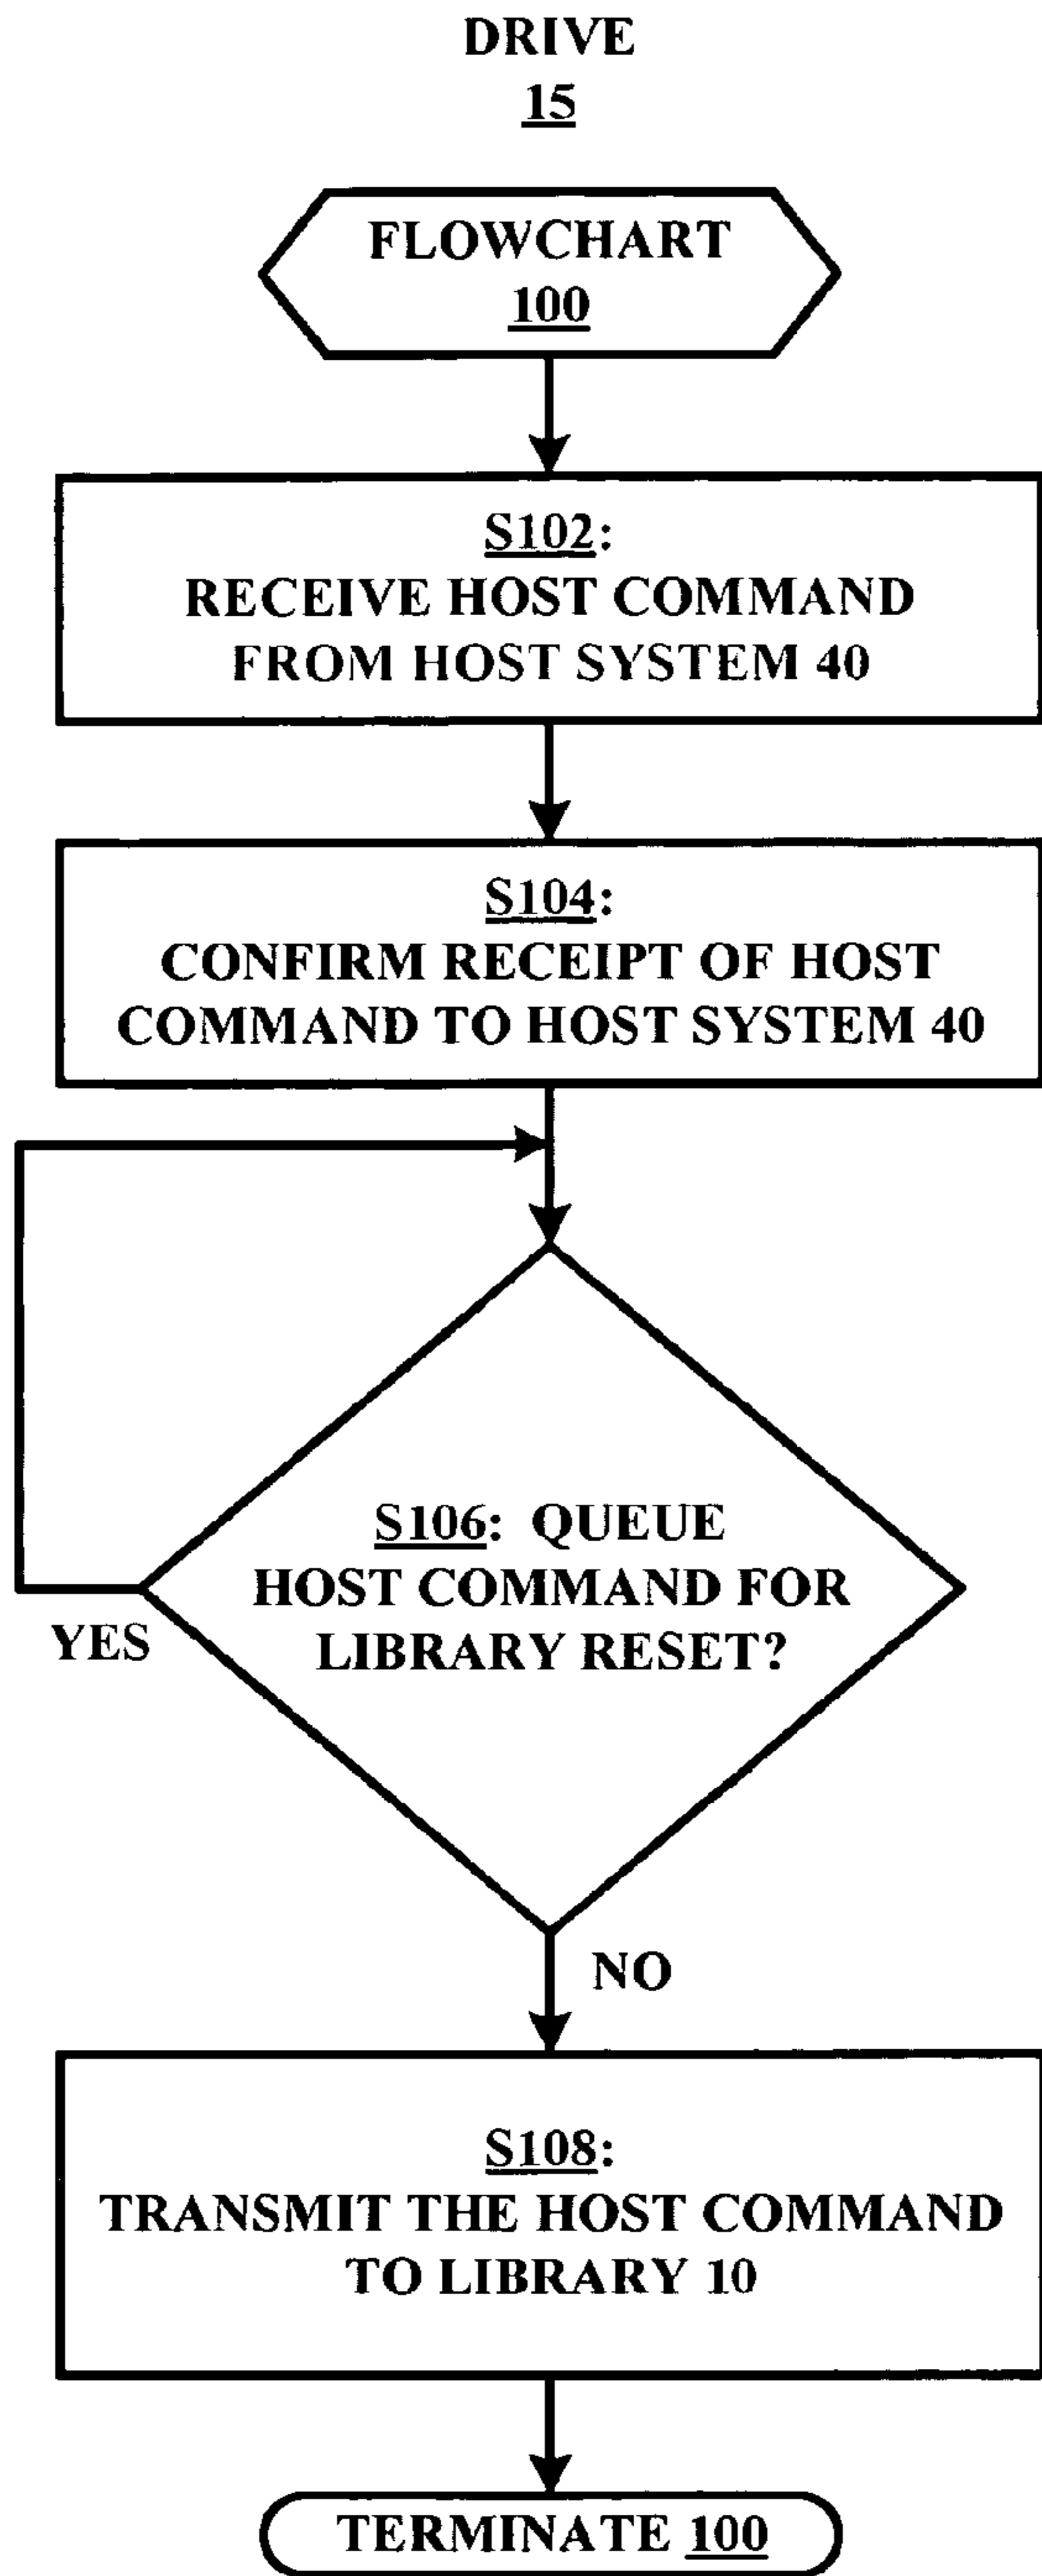 DRIVE
15
FLOWCHART
100
S102:
RECEIVE HOST COMMAND
FROM HOST SYSTEM 40
S104:
CONFIRM RECEIPT OF HOST
COMMAND TO HOST SYSTEM 40
S106: QUEUE
HOST COMMAND FOR
LIBRARY RESET?
YES
NO
S108:
TRANSMIT THE HOST COMMAND
TO LIBRARY 10
TERMINATE 100